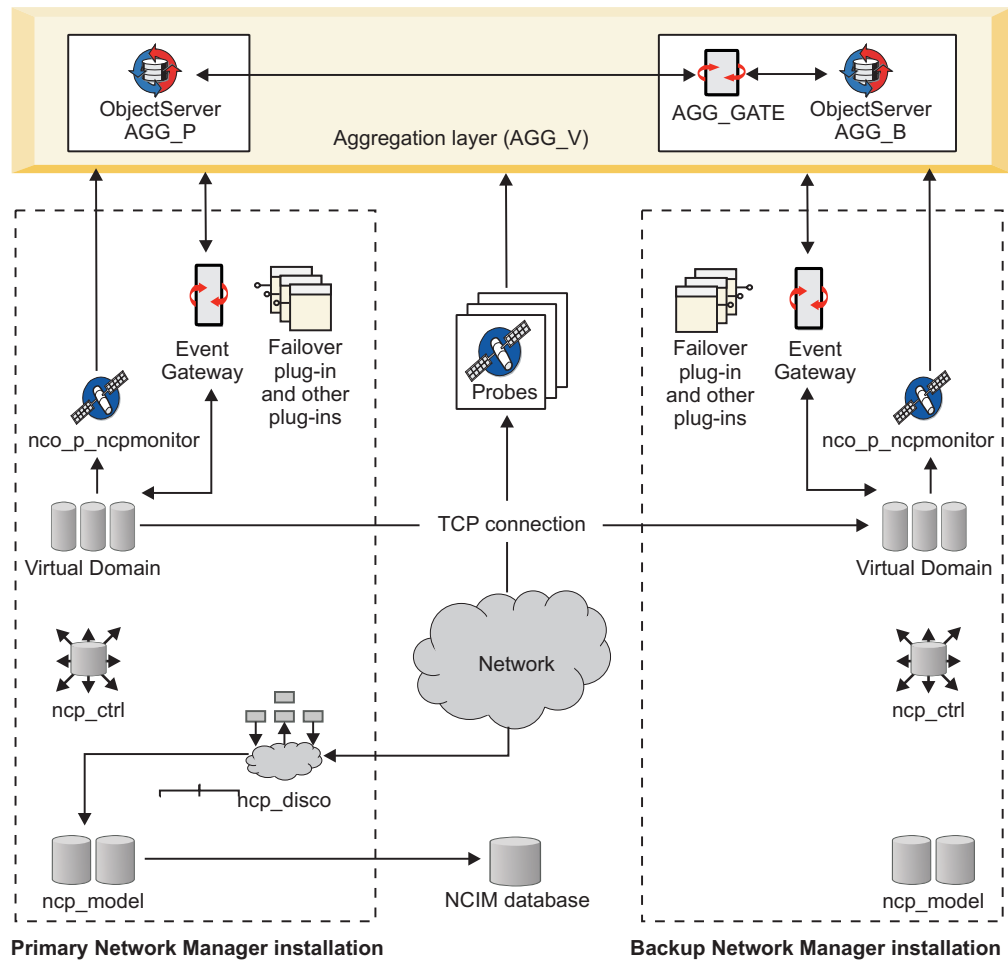 ObjectServer
AGG_P
Aggregation layer (AGG_V)
AGG_GATE
ObjectServer
AGG_B
Event
Gateway
Failover
plug-in
and other
plug-ins
nco_p_ncpmonitor
Virtual Domain
Probes
Failover
plug-in
and other
plug-ins
Event
Gateway
nco_p_ncpmonitor
TCP connection
Virtual Domain
Network
ncp_ctrl
ncp_ctrl
ncp_disco
ncp_model
NCIM database
ncp_model
Primary Network Manager installation
Backup Network Manager installation